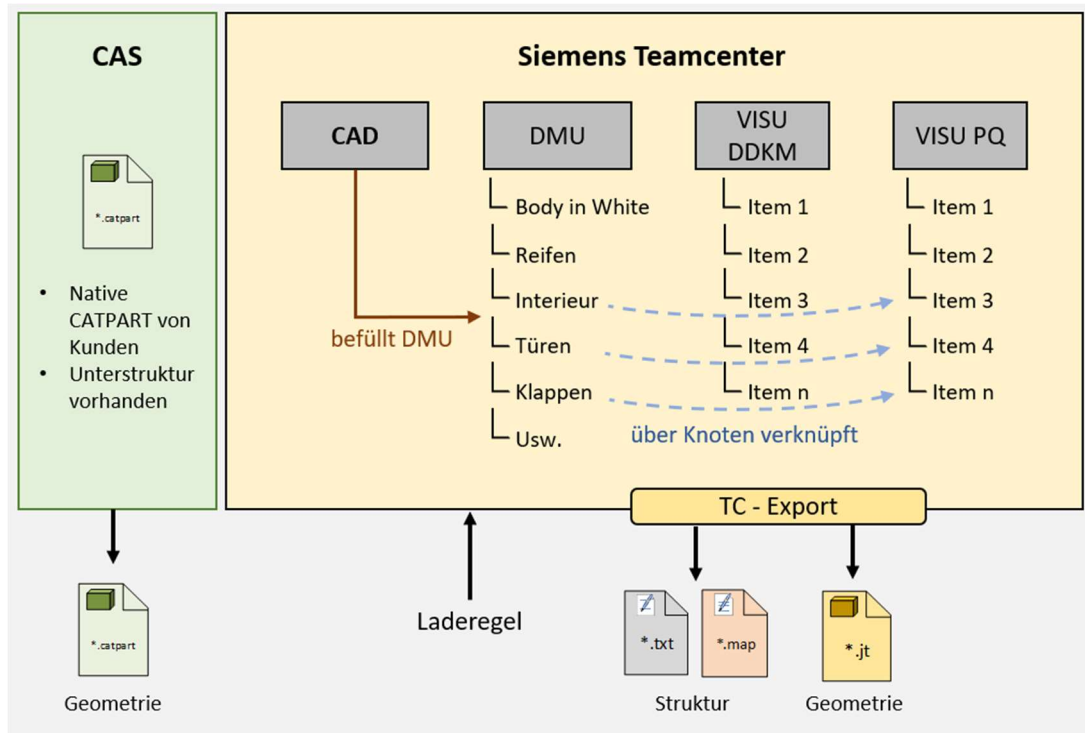 CAS
*.catpart
• Native
CATPART von
Kunden
• Unterstruktur
vorhanden
*.catpart
Geometrie
Siemens Teamcenter
CAD
befüllt DMU
DMU
Body in White
Reifen
Interieur
Türen
Klappen
Usw.
VISU
DDKM
Item 1
Item 2
Item 3
Item 4
Item n
VISU PQ
Item 1
Item 2
Item 3
Item 4
Item n
über Knoten verknüpft
TC - Export
Laderegel
*.txt
*.map
Struktur
*.jt
Geometrie